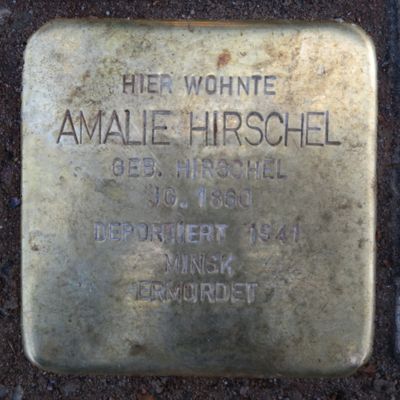 HIER WOHNTE
AMALIE HIRSCHEL
GEB. HIRSCHEL
JG. 1880
DEPORTIERT 1941
MINSK
ERMORDET